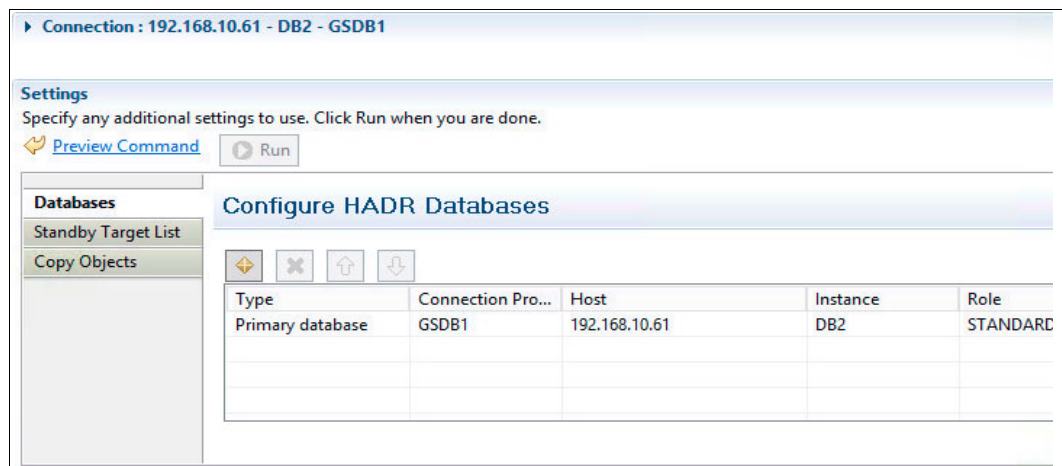 Connection : 192.168.10.61 - DB2 - GSDB1
Settings
Specify any additional settings to use. Click Run when you are done.
Preview Command Run
Databases
Configure HADR Databases
Standby Target List
Copy Objects
Type Connection Pro... Host Instance Role
Primary database GSDB1 192.168.10.61 DB2 STANDARD